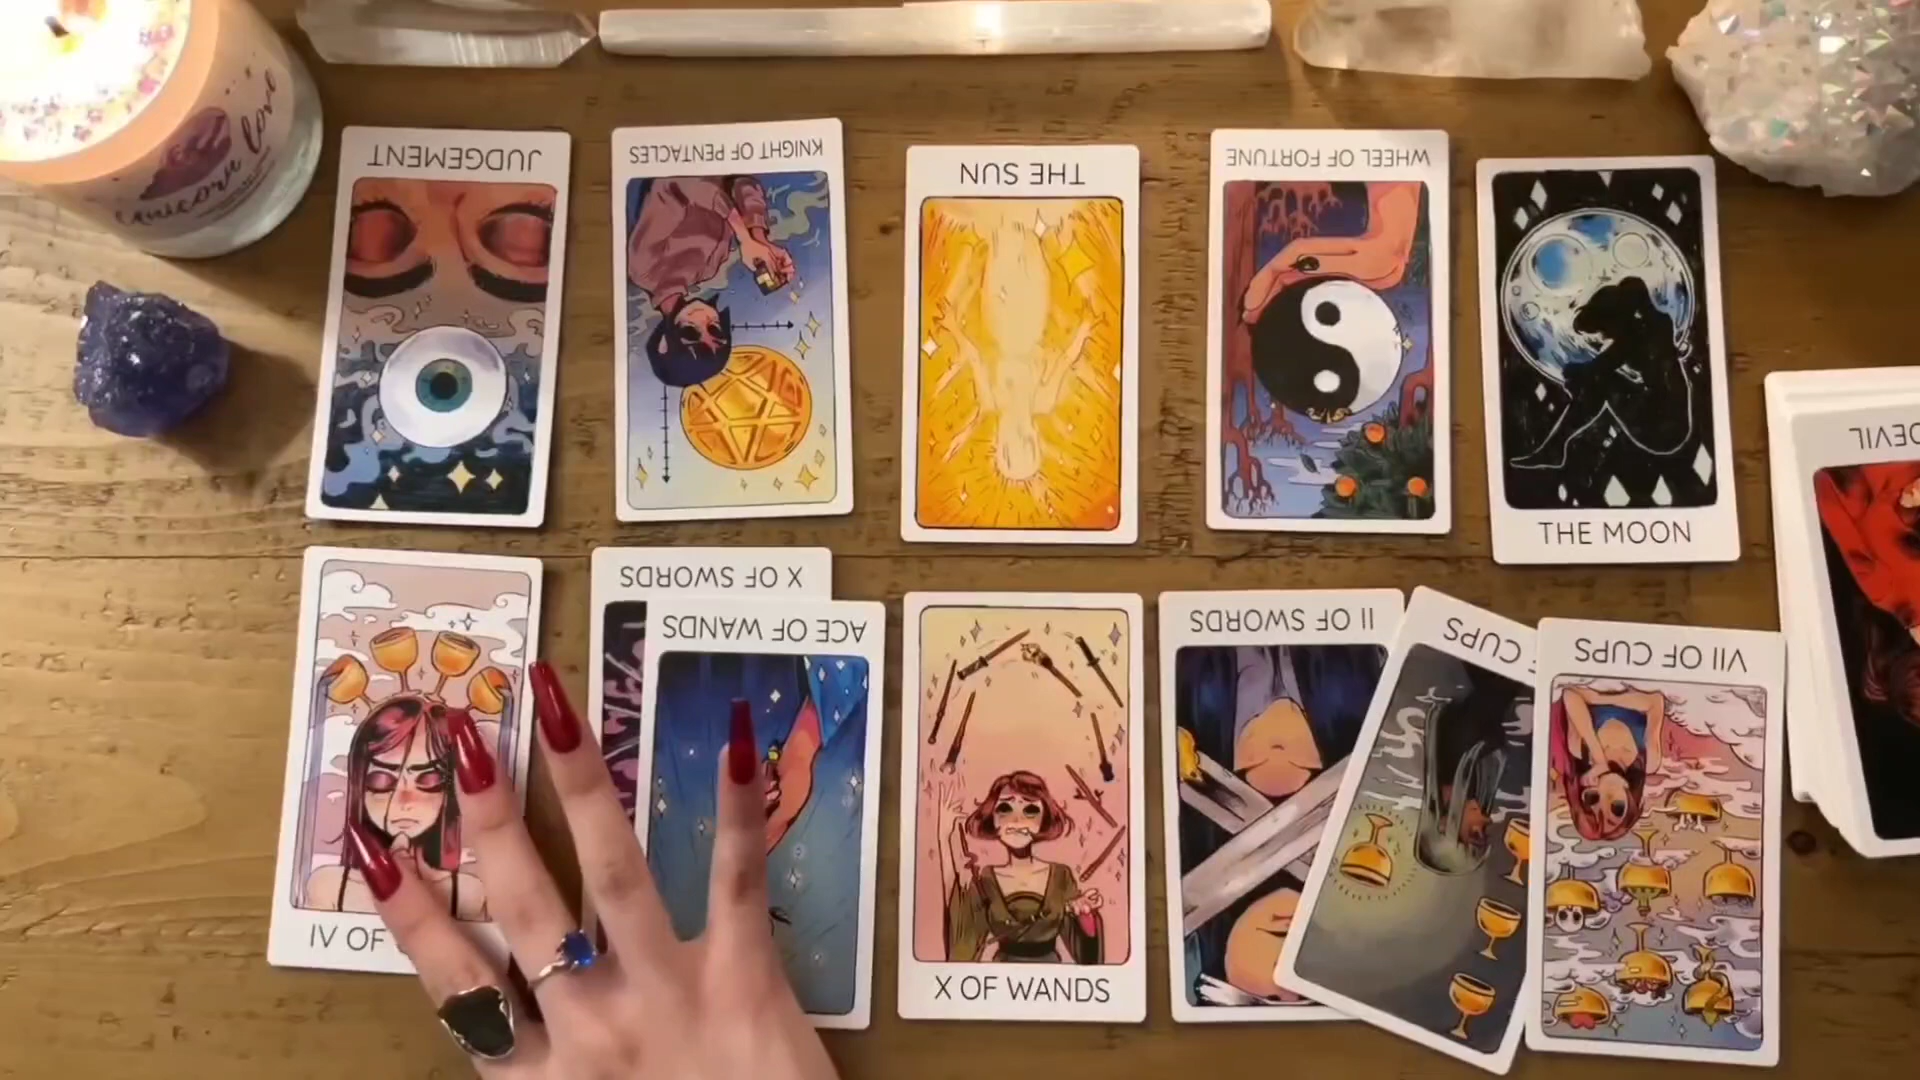 unicorn love
JUDGEMENT
KNIGHT OF PENTACLES
THE SUN
WHEEL OF FORTUNE
THE MOON
DEVIL
IV OF
X OF SWORDS
ACE OF WANDS
X OF WANDS
II OF SWORDS
CUPS
VII OF CUPS